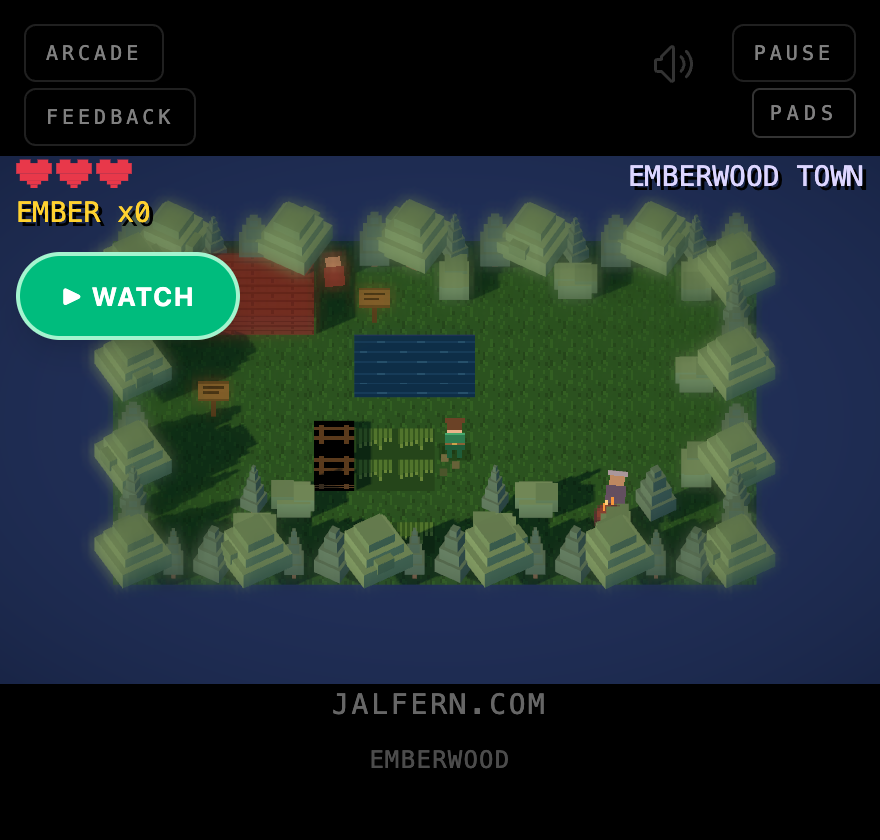 ARCADE
PAUSE
FEEDBACK
PADS
EMBERWOOD TOWN
EMBER x0
WATCH
JALFERN.COM
EMBERWOOD